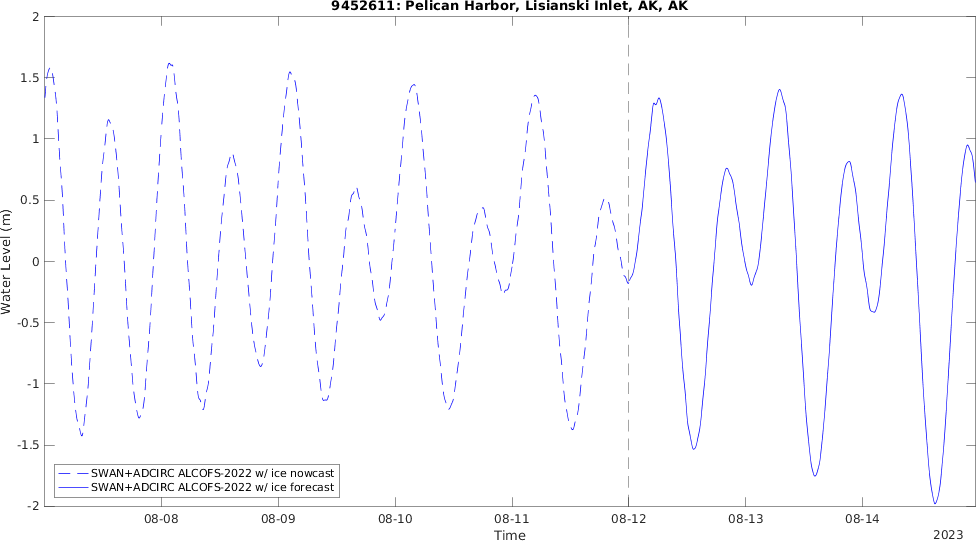 9452611: Pelican Harbor, Lisianski Inlet, AK, AK
2
1.5
1
0.5
0
-0.5
-1
-1.5
-2
Water Level (m)
SWAN+ADCIRC ALCOFS-2022 w/ ice nowcast
SWAN+ADCIRC ALCOFS-2022 w/ ice forecast
08-08 08-09 08-10 08-11 08-12 08-13 08-14
Time
2023